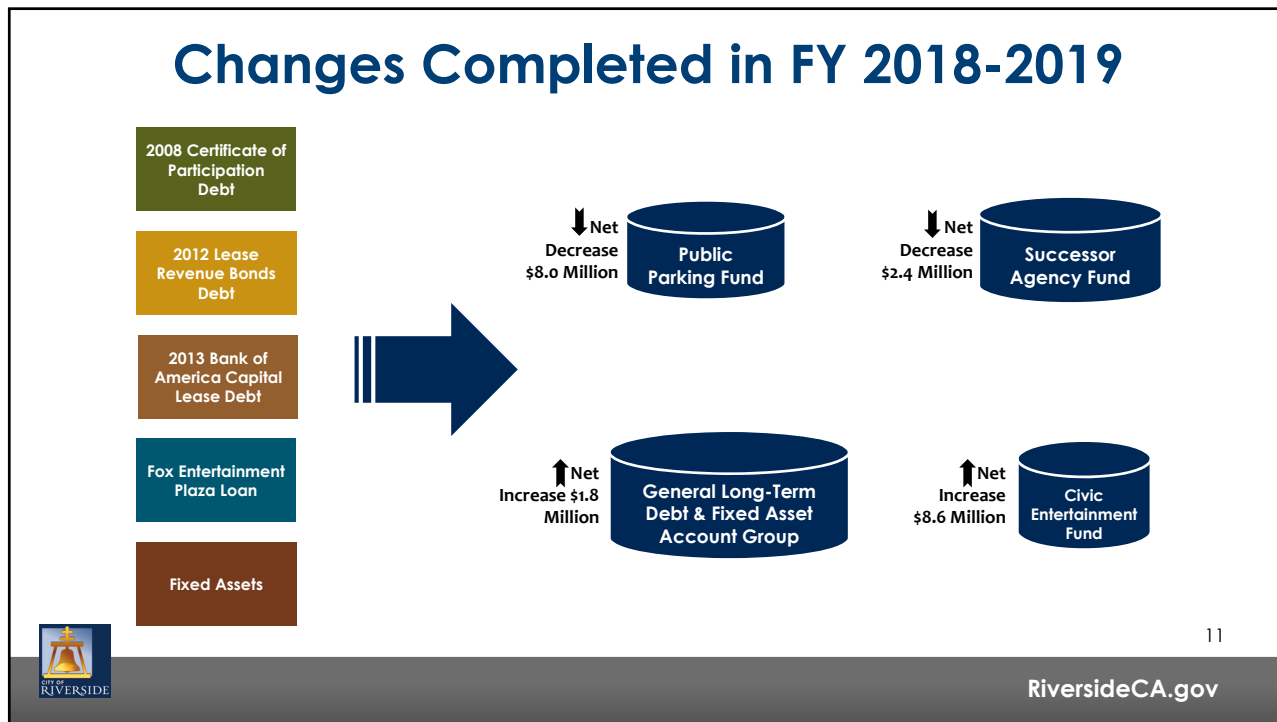 Changes Completed in FY 2018-2019
2008 Certificate of
Participation
Debt
2012 Lease
Revenue Bonds
Debt
2013 Bank of
America Capital
Lease Debt
Fox Entertainment
Plaza Loan
Fixed Assets
Net
Decrease
$8.0 Million
Public
Parking Fund
Net
Decrease
$2.4 Million
Successor
Agency Fund
Net
Increase $1.8
Million
General Long-Term
Debt & Fixed Asset
Account Group
Net
Increase
$8.6 Million
Civic
Entertainment
Fund
11
CITY OF
RIVERSIDE
RiversideCA.gov